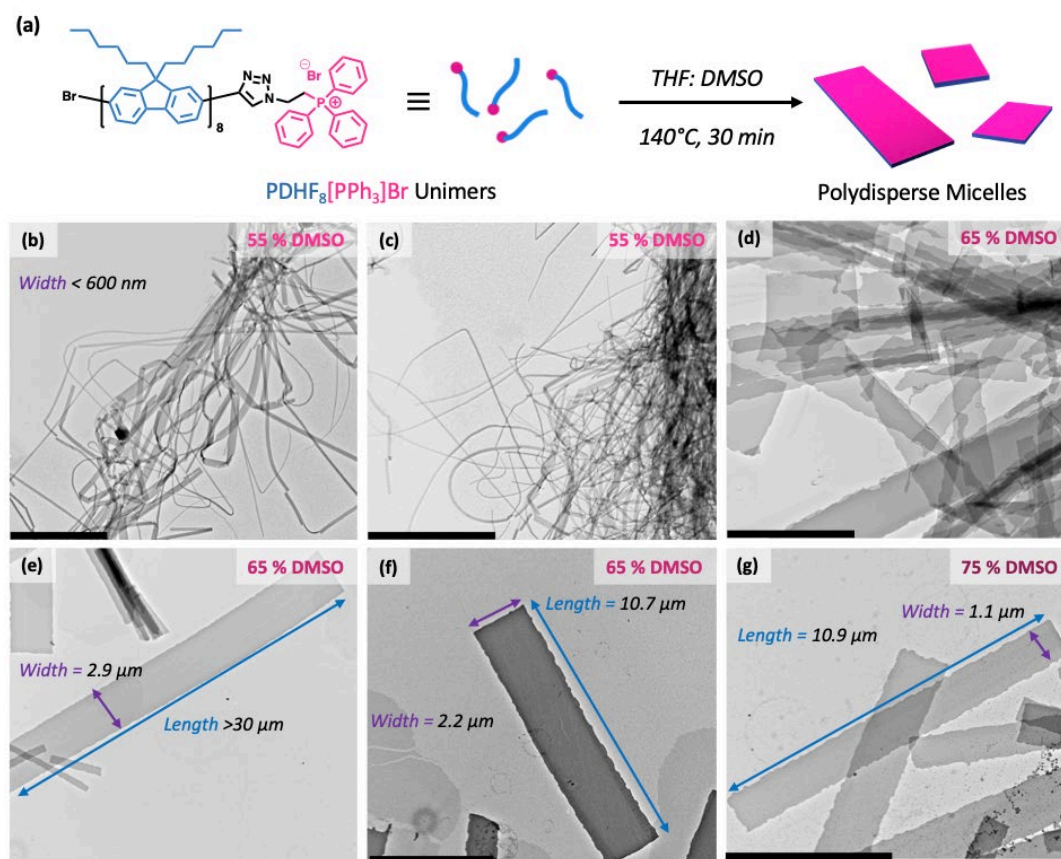 (a)
Br
8
N
N
N
⊖
Br
P
⊕
≡
THF: DMSO
140°C, 30 min
PDHF₈[PPh₃]Br Unimers
Polydisperse Micelles
(b)
55 % DMSO
Width < 600 nm
(c)
55 % DMSO
(d)
65 % DMSO
(e)
65 % DMSO
Width = 2.9 μm
Length >30 μm
(f)
65 % DMSO
Length = 10.7 μm
Width = 2.2 μm
(g)
75 % DMSO
Width = 1.1 μm
Length = 10.9 μm